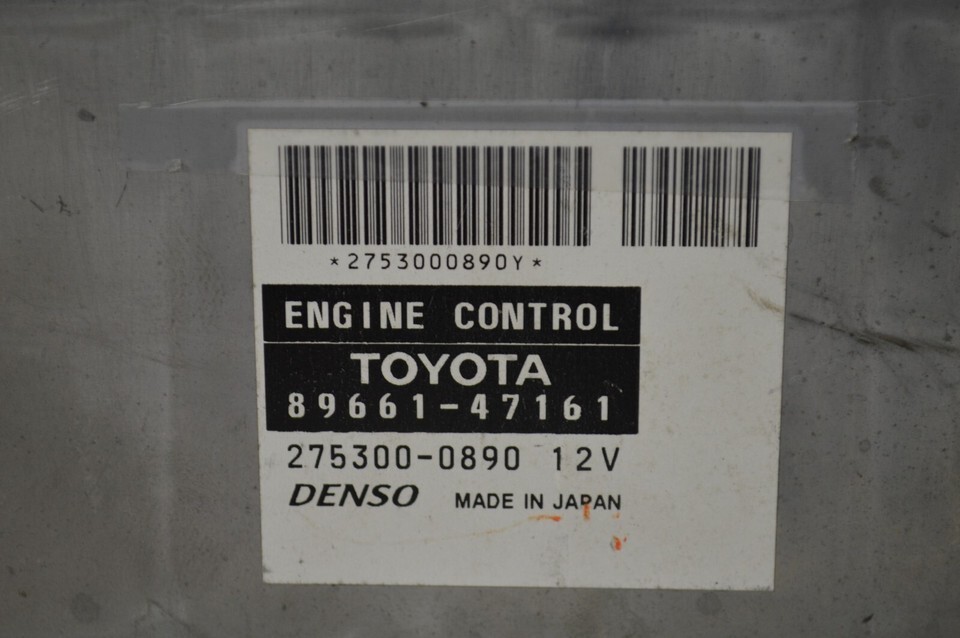 *2753000890Y*
ENGINE CONTROL
TOYOTA
89661-47161
275300-0890 12V
DENSO MADE IN JAPAN